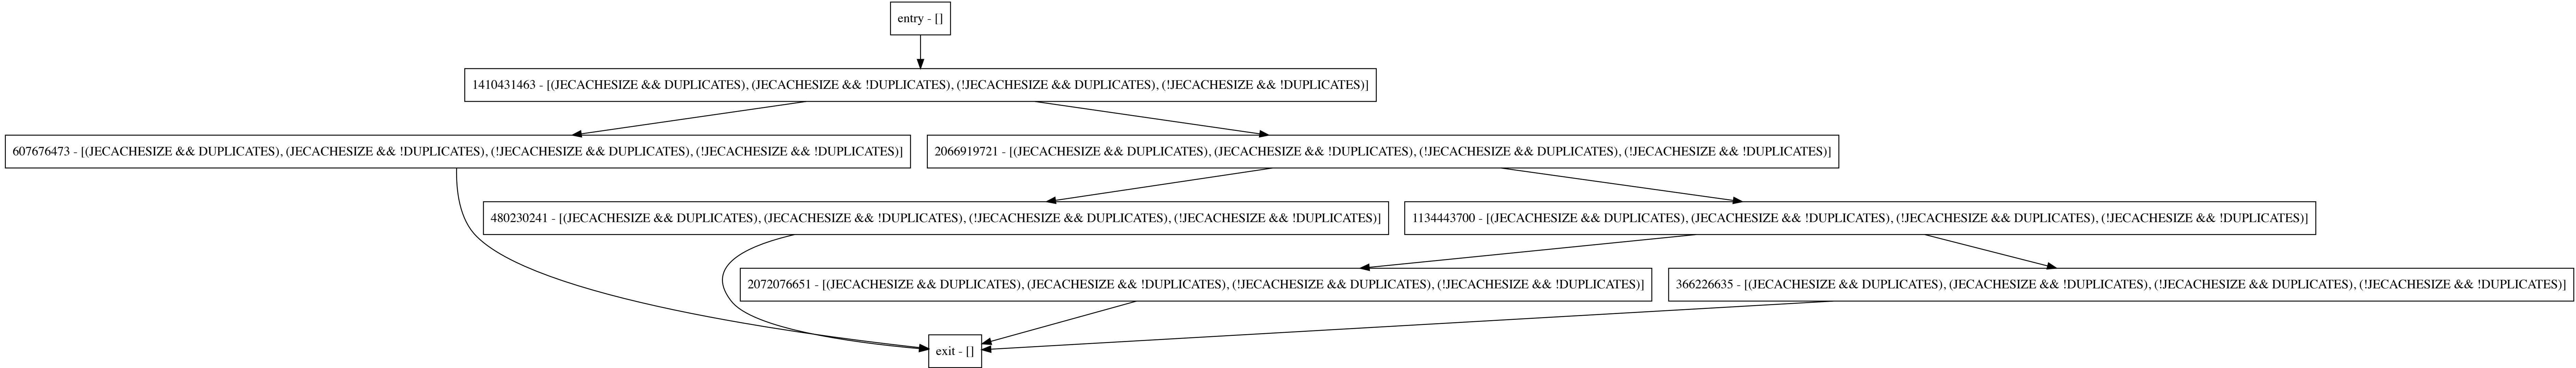 entry - []
1410431463 - [(JECACHESIZE && DUPLICATES), (JECACHESIZE && !DUPLICATES), (!JECACHESIZE && DUPLICATES), (!JECACHESIZE && !DUPLICATES)]
607676473 - [(JECACHESIZE && DUPLICATES), (JECACHESIZE && !DUPLICATES), (!JECACHESIZE && DUPLICATES), (!JECACHESIZE && !DUPLICATES)]
2066919721 - [(JECACHESIZE && DUPLICATES), (JECACHESIZE && !DUPLICATES), (!JECACHESIZE && DUPLICATES), (!JECACHESIZE && !DUPLICATES)]
480230241 - [(JECACHESIZE && DUPLICATES), (JECACHESIZE && !DUPLICATES), (!JECACHESIZE && DUPLICATES), (!JECACHESIZE && !DUPLICATES)]
1134443700 - [(JECACHESIZE && DUPLICATES), (JECACHESIZE && !DUPLICATES), (!JECACHESIZE && DUPLICATES), (!JECACHESIZE && !DUPLICATES)]
2072076651 - [(JECACHESIZE && DUPLICATES), (JECACHESIZE && !DUPLICATES), (!JECACHESIZE && DUPLICATES), (!JECACHESIZE && !DUPLICATES)]
366226635 - [(JECACHESIZE && DUPLICATES), (JECACHESIZE && !DUPLICATES), (!JECACHESIZE && DUPLICATES), (!JECACHESIZE && !DUPLICATES)]
exit - []